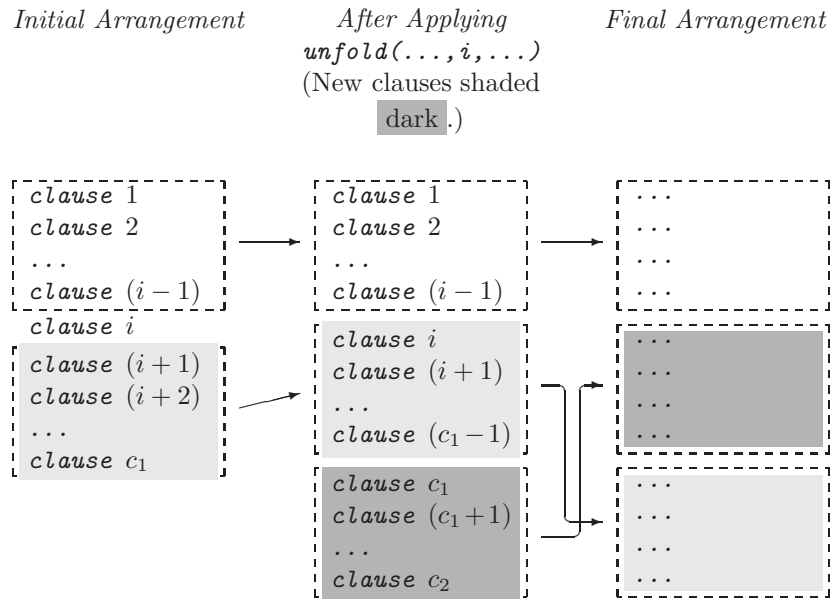 Initial Arrangement
After Applying
unfold(...,i,...)
(New clauses shaded
dark .)
Final Arrangement
clause 1
clause 2
...
clause (i − 1)
clause i
clause (i + 1)
clause (i + 2)
...
clause c₁
clause 1
clause 2
...
clause (i − 1)
clause i
clause (i + 1)
...
clause (c₁ − 1)
clause c₁
clause (c₁ + 1)
...
clause c₂
...
...
...
...
...
...
...
...
...
...
...
...